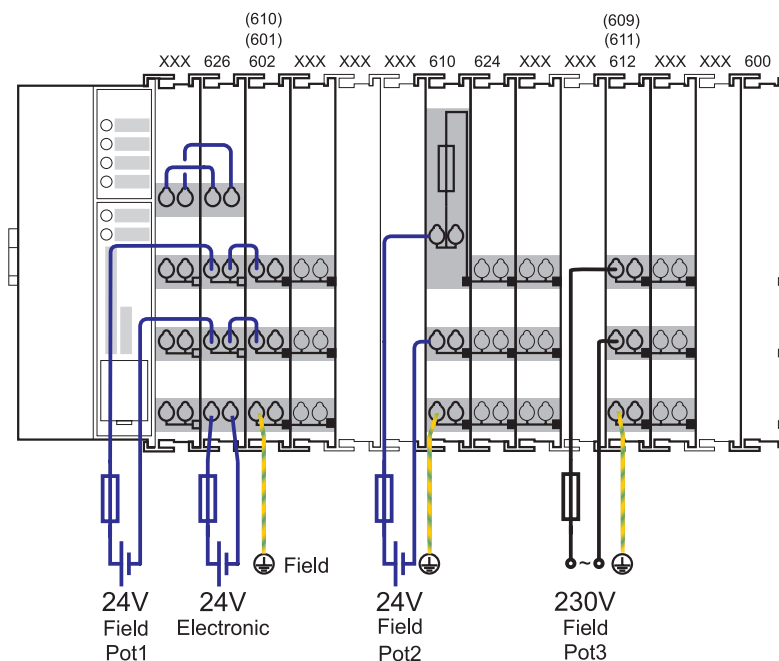 (610) (609)
(601) (611)
XXX 626 602 XXX XXX XXX 610 624 XXX XXX 612 XXX XXX 600
Field
~
24V 24V 24V 230V
Field Electronic Field Field
Pot1 Pot2 Pot3